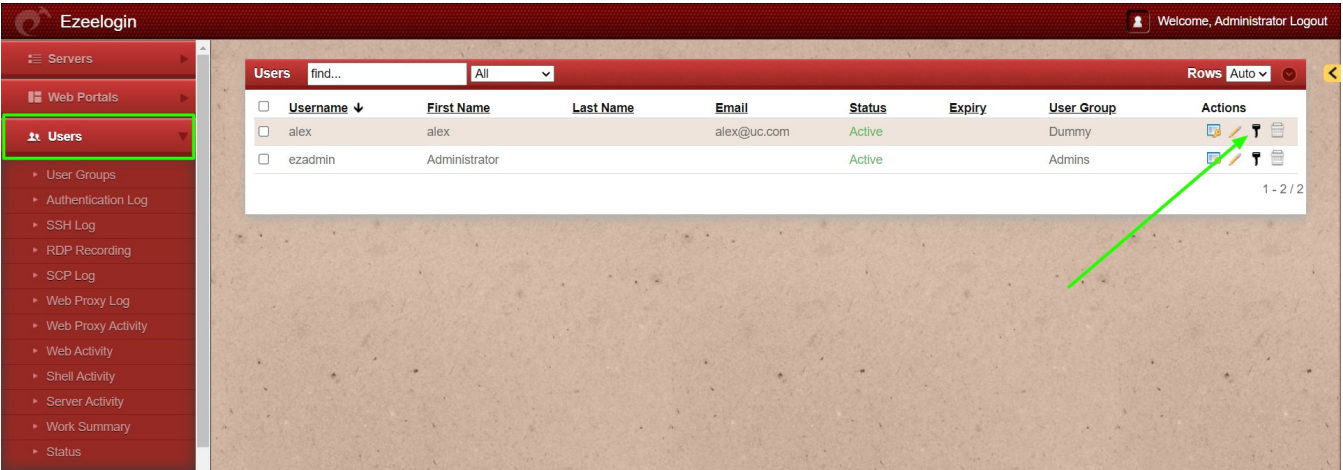 Ezeelogin
Welcome, Administrator Logout
Servers
Web Portals
Users
User Groups
Authentication Log
SSH Log
RDP Recording
SCP Log
Web Proxy Log
Web Proxy Activity
Web Activity
Shell Activity
Server Activity
Work Summary
Status
Users find... All Rows Auto
Username First Name Last Name Email Status Expiry User Group Actions
alex alex alex@uc.com Active Dummy
ezadmin Administrator Active Admins
1 - 2 / 2